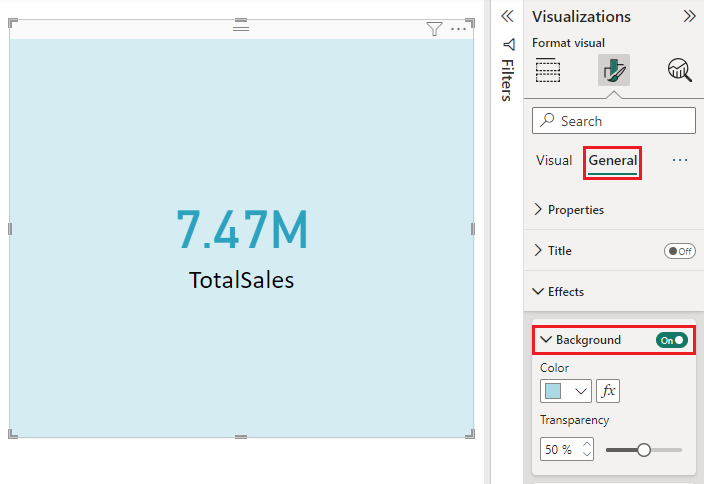 7.47M
TotalSales
Filters
Visualizations
Format visual
Search
Visual General
Properties
Title Off
Effects
Background On
Color
fx
Transparency
50 %